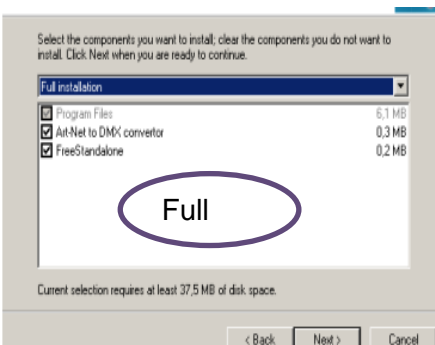 Select the components you want to install; clear the components you do not want to
install. Click Next when you are ready to continue.
Full installation
Program Files 6,1 MB
Art-Net to DMX convertor 0,3 MB
FreeStandalone 0,2 MB
Full
Current selection requires at least 37,5 MB of disk space.
< Back Next > Cancel